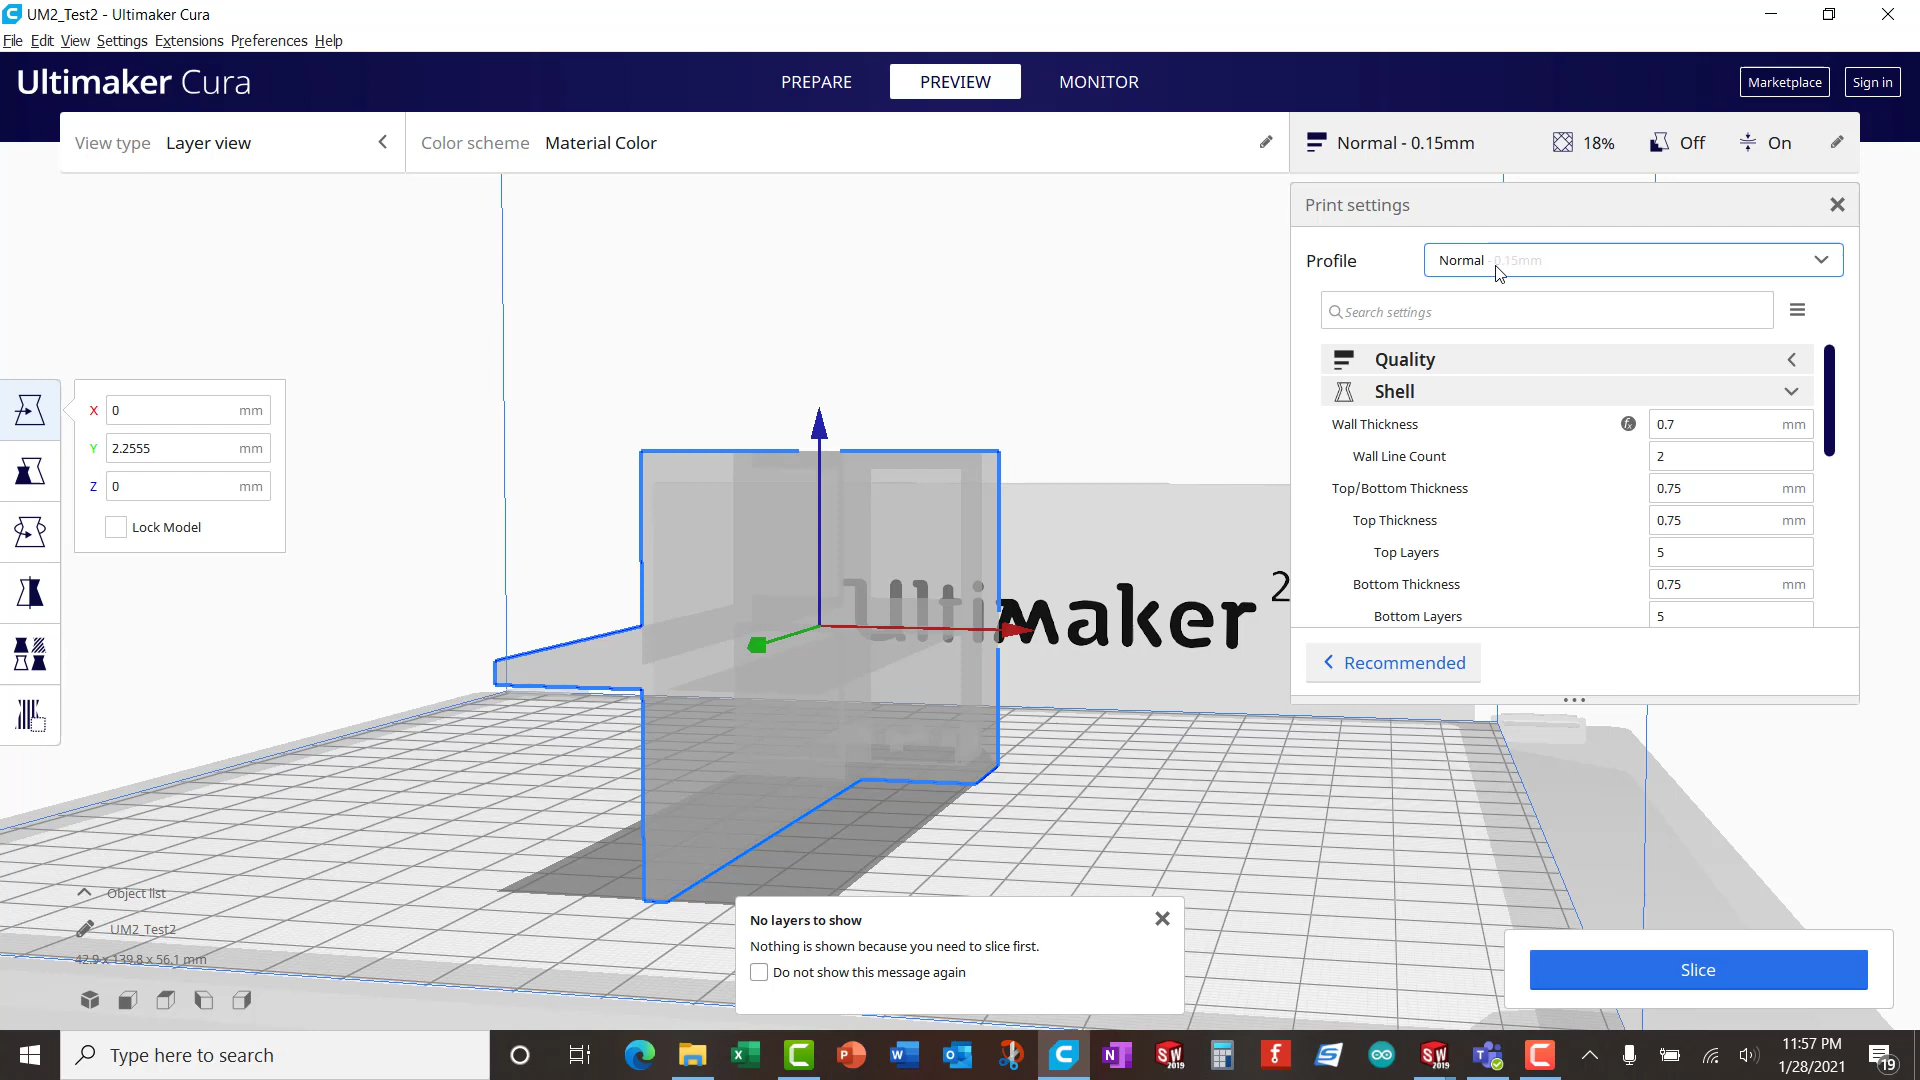 UM2_Test2 - Ultimaker Cura
File Edit View Settings Extensions Preferences Help
Ultimaker Cura
PREPARE
PREVIEW
MONITOR
Marketplace
Sign in
View type Layer view
Color scheme Material Color
Normal - 0.15mm
18%
Off
On
Print settings
Profile
Normal - 0.15mm
Search settings
Quality
Shell
Wall Thickness 0.7 mm
Wall Line Count 2
Top/Bottom Thickness 0.75 mm
Top Thickness 0.75 mm
Top Layers 5
Bottom Thickness 0.75 mm
Bottom Layers 5
Recommended
X 0 mm
Y 2.2555 mm
Z 0 mm
Lock Model
Ultimaker 2
Object list
UM2_Test2
42.9 x 139.8 x 56.1 mm
No layers to show
Nothing is shown because you need to slice first.
Do not show this message again
Slice
Type here to search
11:57 PM
1/28/2021
19